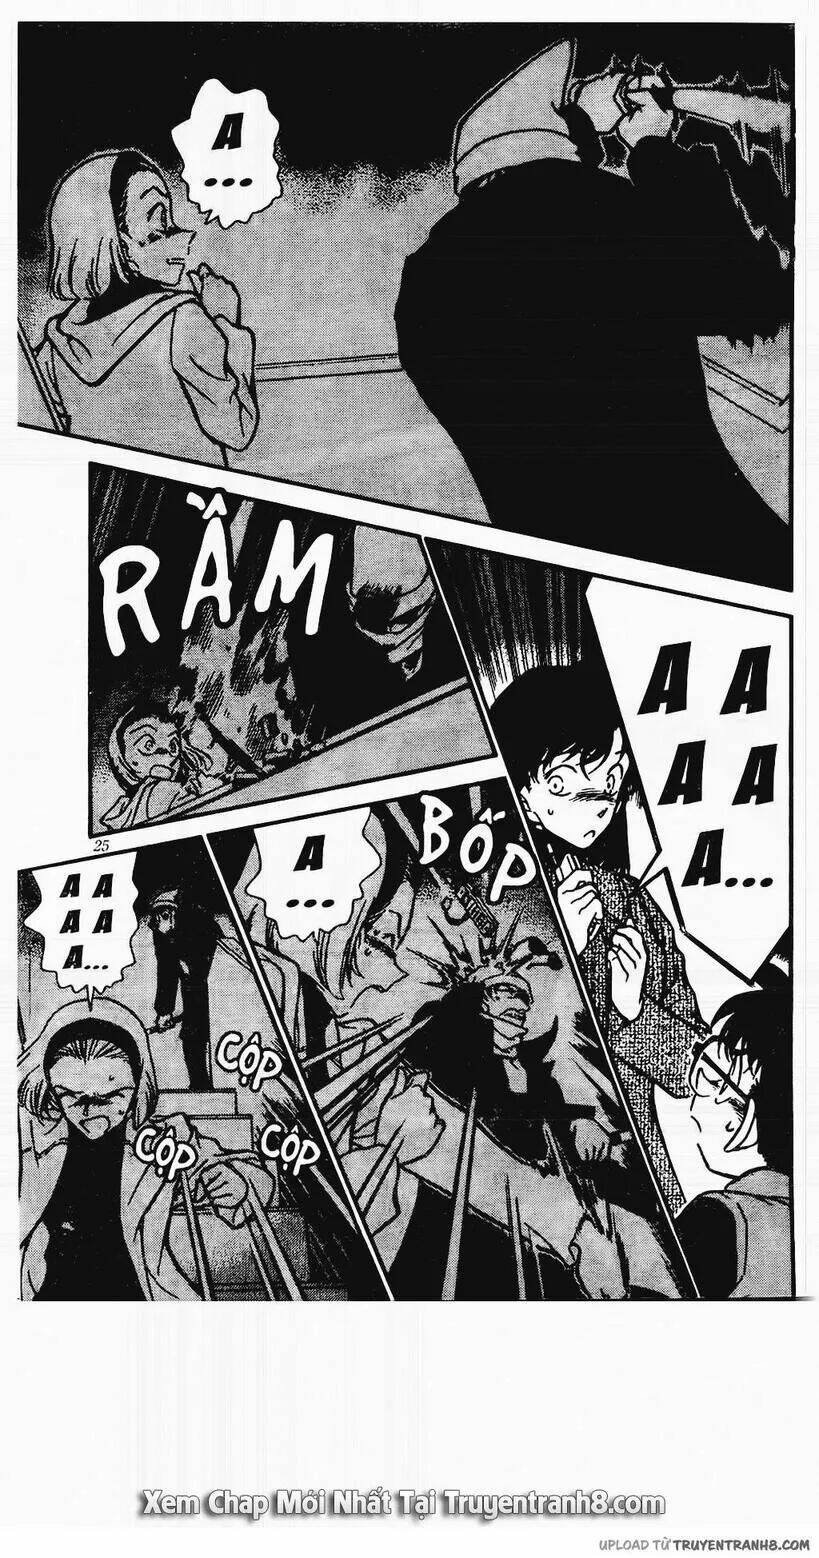 A
...
RẦM
A A
A A
A...
25
BỐP
A
...
A A
A A
A...
CỘP
CỘP
CỘP
Xem Chap Mới Nhất Tại Truyentranh8.com
UPLOAD TỪ TRUYENTRANH8.COM